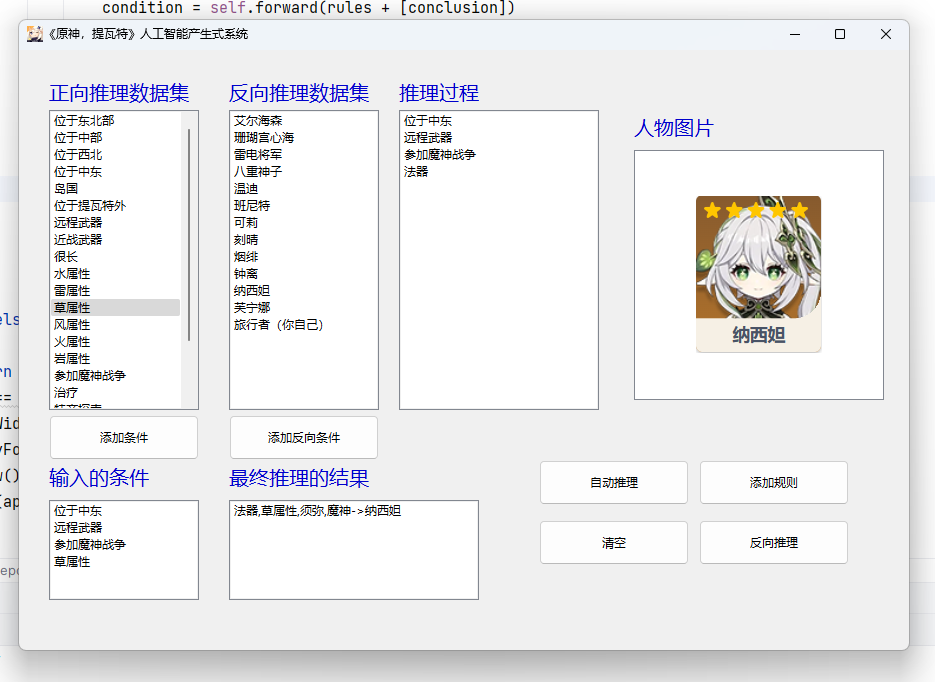 condition = self.forward(rules + [conclusion])
《原神，提瓦特》人工智能产生式系统
正向推理数据集
位于东北部
位于中部
位于西北
位于中东
岛国
位于提瓦特外
远程武器
近战武器
很长
水属性
雷属性
草属性
风属性
火属性
岩属性
参加魔神战争
治疗
添加条件
反向推理数据集
艾尔海森
珊瑚宫心海
雷电将军
八重神子
温迪
班尼特
可莉
刻晴
烟绯
钟离
纳西妲
芙宁娜
旅行者（你自己）
添加反向条件
推理过程
位于中东
远程武器
参加魔神战争
法器
人物图片
纳西妲
输入的条件
位于中东
远程武器
参加魔神战争
草属性
最终推理的结果
法器,草属性,须弥,魔神->纳西妲
自动推理
添加规则
清空
反向推理